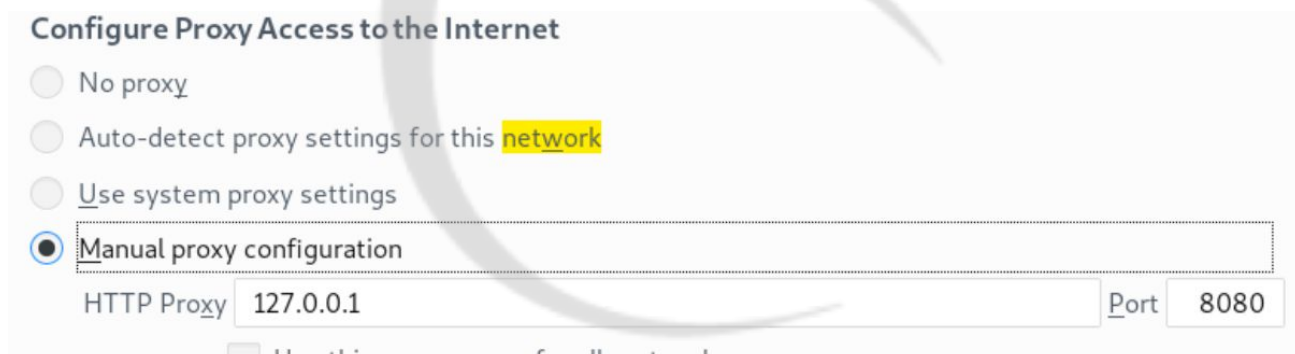 Configure Proxy Access to the Internet
No proxy
Auto-detect proxy settings for this network
Use system proxy settings
Manual proxy configuration
HTTP Proxy 127.0.0.1 Port 8080